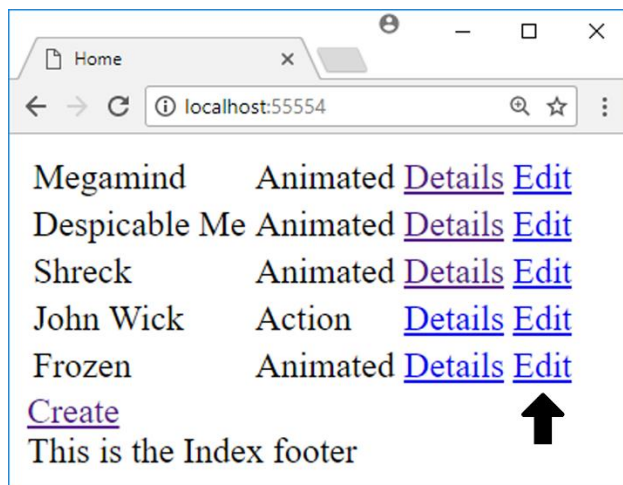 Home
localhost:55554
Megamind Animated Details Edit
Despicable Me Animated Details Edit
Shreck Animated Details Edit
John Wick Action Details Edit
Frozen Animated Details Edit
Create
This is the Index footer